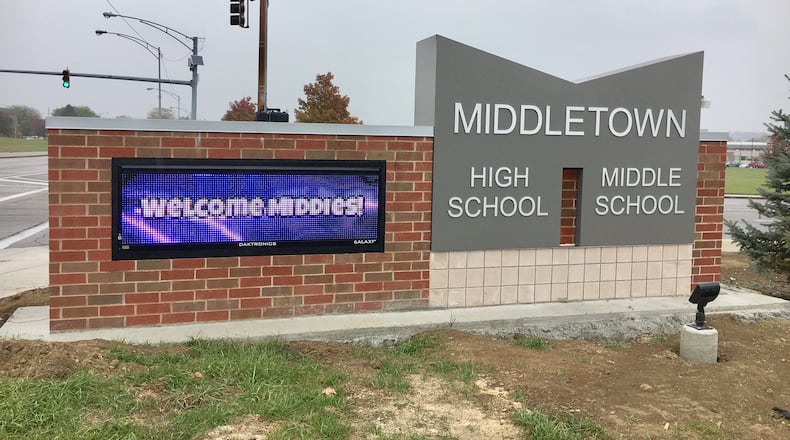 WELCOME MIDDIES!
DAKTRONICS GALAXY
MIDDLETOWN
HIGH
SCHOOL
MIDDLE
SCHOOL